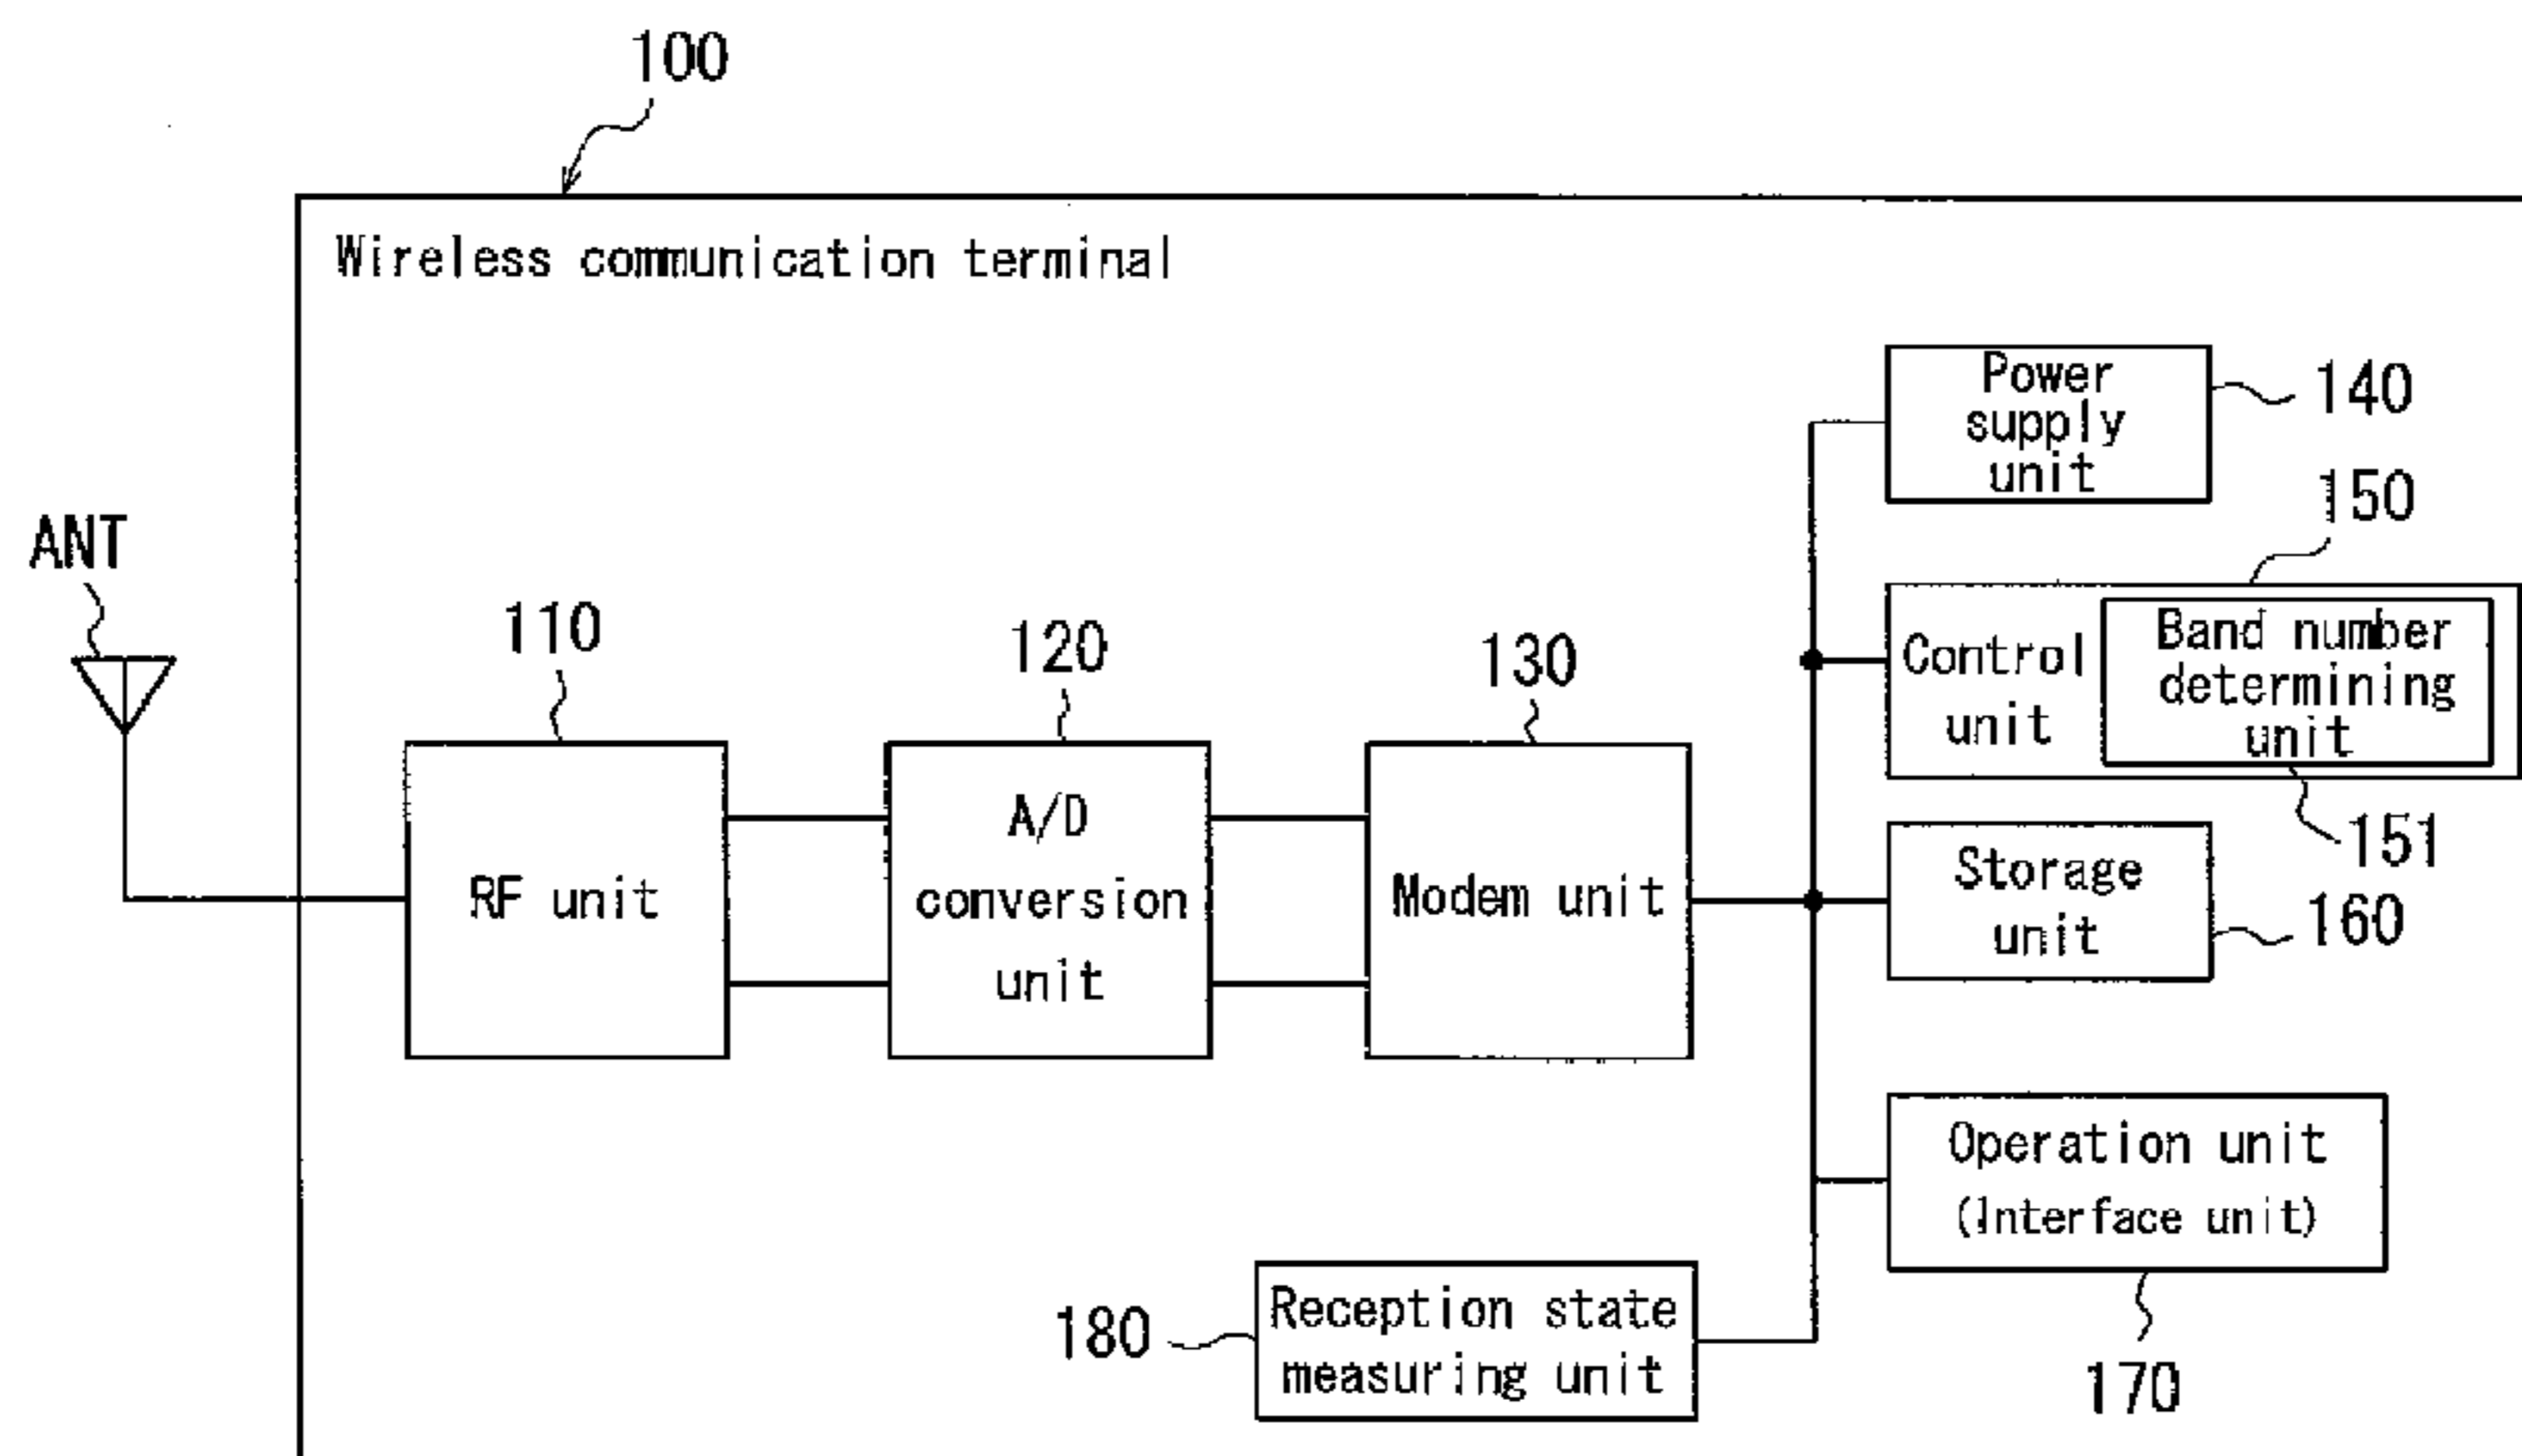 100
Wireless communication terminal
Power
supply
unit
140
150
ANT
110
120
130
Control
unit
Band number
determining
unit
151
RF unit
A/D
conversion
unit
Modem unit
Storage
unit
160
Operation unit
(Interface unit)
170
180
Reception state
measuring unit